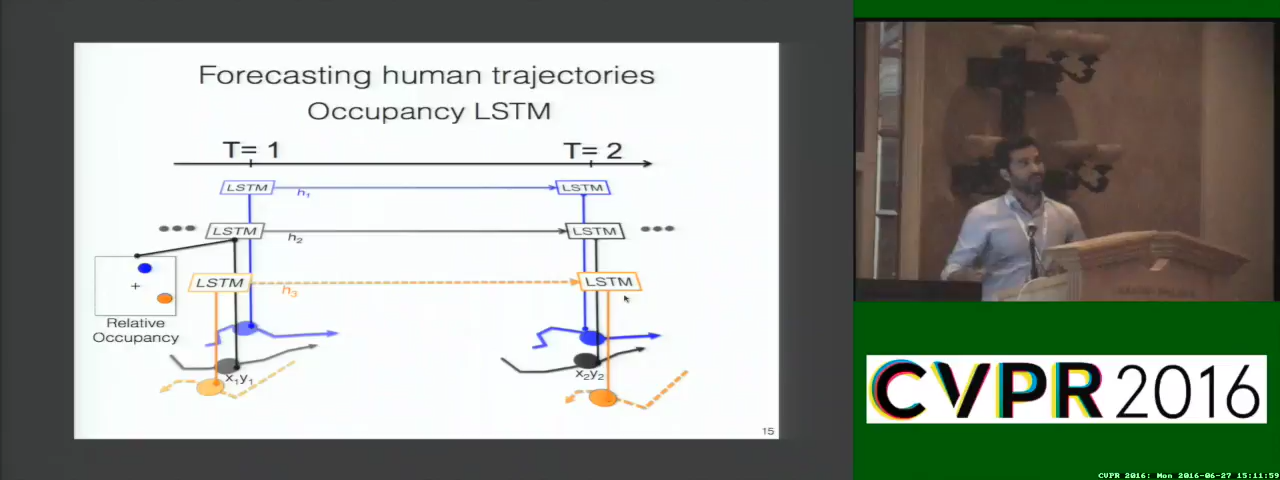 Forecasting human trajectories
Occupancy LSTM
T= 1
T= 2
LSTM
h₁
LSTM
LSTM
h₂
LSTM
LSTM
h₃
LSTM
Relative
Occupancy
x₁y₁
x₂y₂
15
CVPR 2016
CVPR 2016: Mon 2016-06-27 15:11:59